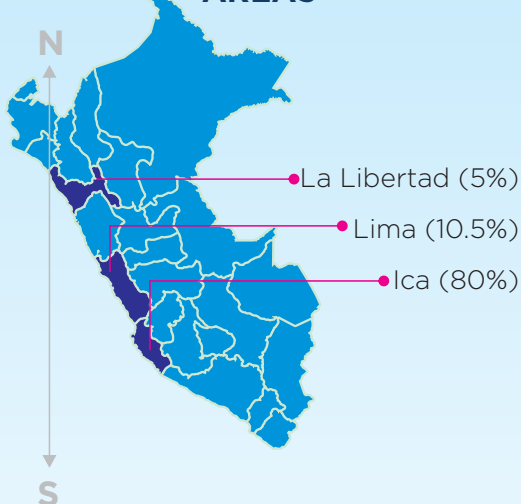 AREAS
N
La Libertad (5%)
Lima (10.5%)
Ica (80%)
S